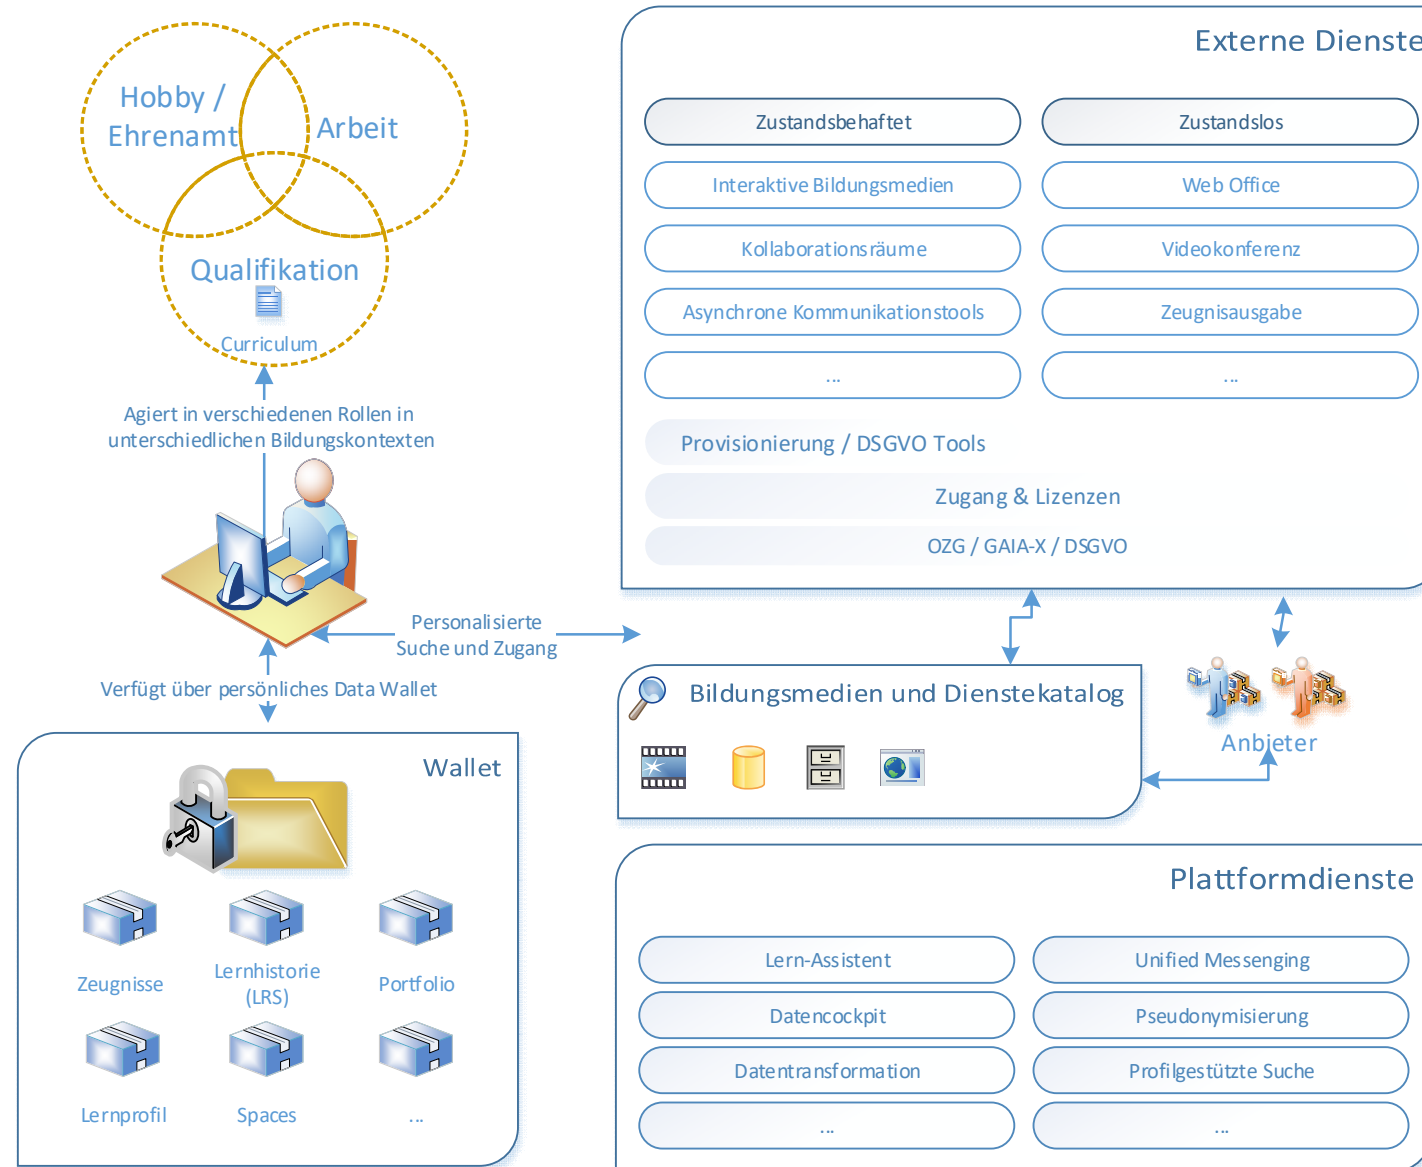 Hobby /
Ehrenamt
Arbeit
Qualifikation
Curriculum
Agiert in verschiedenen Rollen in
unterschiedlichen Bildungskontexten
Personalisierte
Suche und Zugang
Verfügt über persönliches Data Wallet
Wallet
Zeugnisse
Lernhistorie
(LRS)
Portfolio
Lernprofil
Spaces
...
Externe Dienste
Zustandsbehaftet
Zustandslos
Interaktive Bildungsmedien
Web Office
Kollaborationsräume
Videokonferenz
Asynchrone Kommunikationstools
Zeugnisausgabe
...
...
Provisionierung / DSGVO Tools
Zugang & Lizenzen
OZG / GAIA-X / DSGVO
Bildungsmedien und Dienstekatalog
Anbieter
Plattformdienste
Lern-Assistent
Unified Messenging
Datencockpit
Pseudonymisierung
Datentransformation
Profilgestützte Suche
...
...